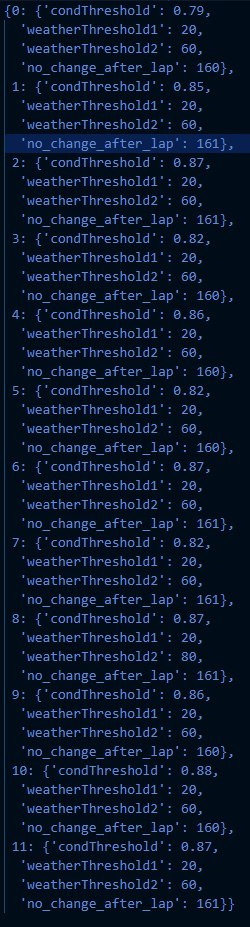 {0: {'condThreshold': 0.79,
'weatherThreshold1': 20,
'weatherThreshold2': 60,
'no_change_after_lap': 160},
1: {'condThreshold': 0.85,
'weatherThreshold1': 20,
'weatherThreshold2': 60,
'no_change_after_lap': 161},
2: {'condThreshold': 0.87,
'weatherThreshold1': 20,
'weatherThreshold2': 60,
'no_change_after_lap': 161},
3: {'condThreshold': 0.82,
'weatherThreshold1': 20,
'weatherThreshold2': 60,
'no_change_after_lap': 160},
4: {'condThreshold': 0.86,
'weatherThreshold1': 20,
'weatherThreshold2': 60,
'no_change_after_lap': 160},
5: {'condThreshold': 0.82,
'weatherThreshold1': 20,
'weatherThreshold2': 60,
'no_change_after_lap': 160},
6: {'condThreshold': 0.87,
'weatherThreshold1': 20,
'weatherThreshold2': 60,
'no_change_after_lap': 161},
7: {'condThreshold': 0.82,
'weatherThreshold1': 20,
'weatherThreshold2': 60,
'no_change_after_lap': 161},
8: {'condThreshold': 0.87,
'weatherThreshold1': 20,
'weatherThreshold2': 80,
'no_change_after_lap': 161},
9: {'condThreshold': 0.86,
'weatherThreshold1': 20,
'weatherThreshold2': 60,
'no_change_after_lap': 160},
10: {'condThreshold': 0.88,
'weatherThreshold1': 20,
'weatherThreshold2': 60,
'no_change_after_lap': 160},
11: {'condThreshold': 0.87,
'weatherThreshold1': 20,
'weatherThreshold2': 60,
'no_change_after_lap': 161}}